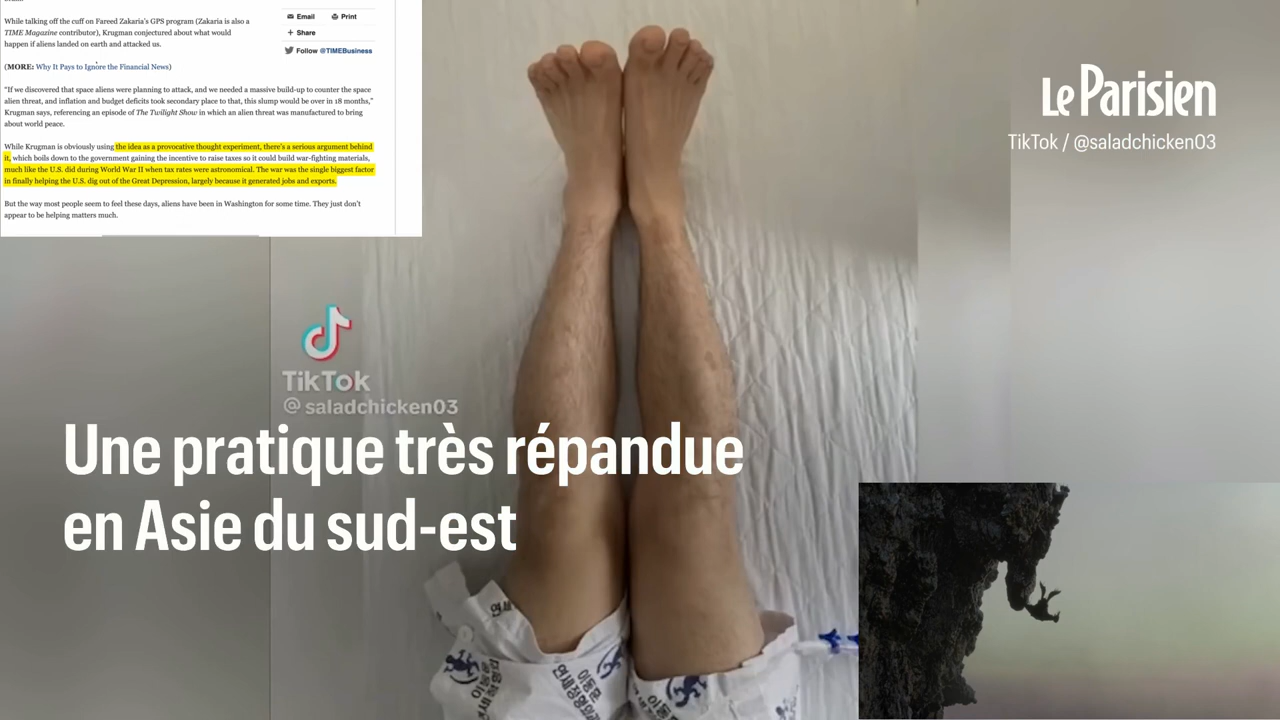 While talking off the cuff on Fareed Zakaria's GPS program (Zakaria is also a
TIME Magazine contributor), Krugman conjectured about what would
happen if aliens landed on earth and attacked us.
Email Print
Share
Follow @TIMEBusiness
(MORE: Why It Pays to Ignore the Financial News)
"If we discovered that space aliens were planning to attack, and we needed a massive build-up to counter the space
alien threat, and inflation and budget deficits took secondary place to that, this slump would be over in 18 months,"
Krugman says, referencing an episode of The Twilight Show in which an alien threat was manufactured to bring
about world peace.
While Krugman is obviously using the idea as a provocative thought experiment, there's a serious argument behind
it, which boils down to the government gaining the incentive to raise taxes so it could build war-fighting materials,
much like the U.S. did during World War II when tax rates were astronomical. The war was the single biggest factor
in finally helping the U.S. dig out of the Great Depression, largely because it generated jobs and exports.
But the way most people seem to feel these days, aliens have been in Washington for some time. They just don't
appear to be helping matters much.
Le Parisien
TikTok / @saladchicken03
TikTok
@saladchicken03
Une pratique très répandue
en Asie du sud-est